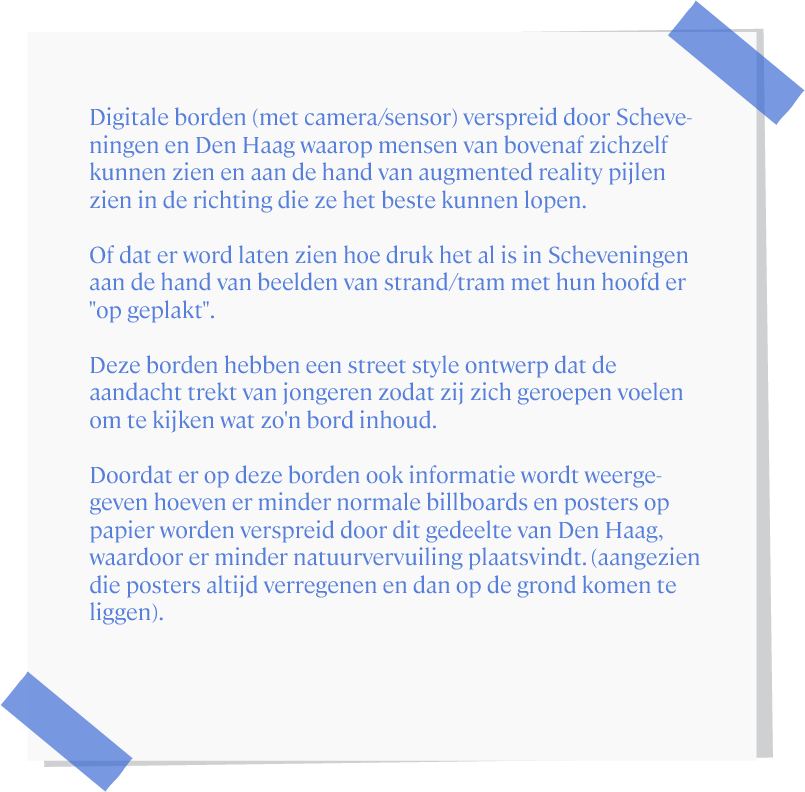 Digitale borden (met camera/sensor) verspreid door Scheve-
ningen en Den Haag waarop mensen van bovenaf zichzelf
kunnen zien en aan de hand van augmented reality pijlen
zien in de richting die ze het beste kunnen lopen.
Of dat er word laten zien hoe druk het al is in Scheveningen
aan de hand van beelden van strand/tram met hun hoofd er
"op geplakt".
Deze borden hebben een street style ontwerp dat de
aandacht trekt van jongeren zodat zij zich geroepen voelen
om te kijken wat zo'n bord inhoud.
Doordat er op deze borden ook informatie wordt weerge-
geven hoeven er minder normale billboards en posters op
papier worden verspreid door dit gedeelte van Den Haag,
waardoor er minder natuurvervuiling plaatsvindt. (aangezien
die posters altijd verregenen en dan op de grond komen te
liggen).